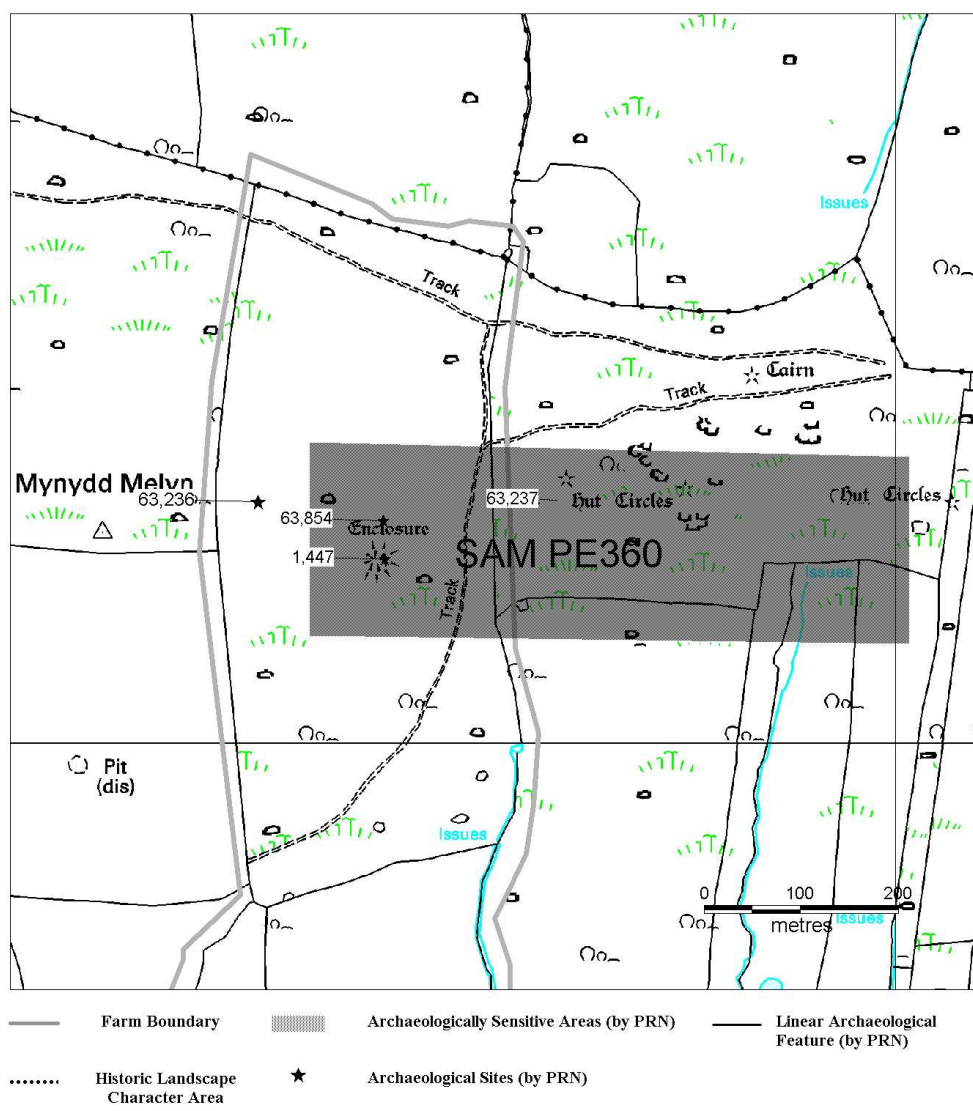 Issues
Track
Cairn
Track
Mynydd Melyn
63,236
63,237
Hut Circles
Hut Circles
63,854
Enclosure
1,447
SAM PE360
Issues
Track
Pit
(dis)
Issues
0 100 200
metres
Issues
Farm Boundary
Archaeologically Sensitive Areas (by PRN)
Linear Archaeological
Feature (by PRN)
Historic Landscape
Character Area
Archaeological Sites (by PRN)